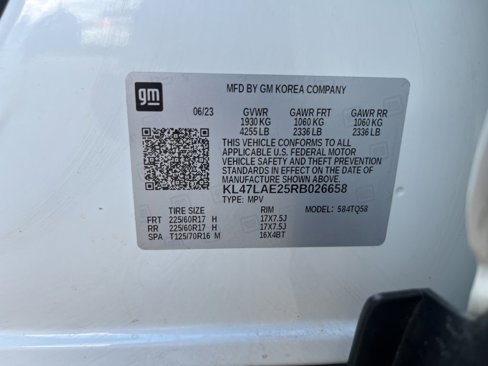 gm
MFD BY GM KOREA COMPANY
06/23 GVWR GAWR FRT GAWR RR
1930 KG 1060 KG 1060 KG
4255 LB 2336 LB 2336 LB
THIS VEHICLE CONFORMS TO ALL
APPLICABLE U.S. FEDERAL MOTOR
VEHICLE SAFETY AND THEFT PREVENTION
STANDARDS IN EFFECT ON THE DATE OF
MANUFACTURE SHOWN ABOVE.
KL47LAE25RB026658
TYPE: MPV
TIRE SIZE RIM MODEL: 584TQ58
FRT 225/60R17 H 17X7.5J
RR 225/60R17 H 17X7.5J
SPA T125/70R16 M 16X4BT